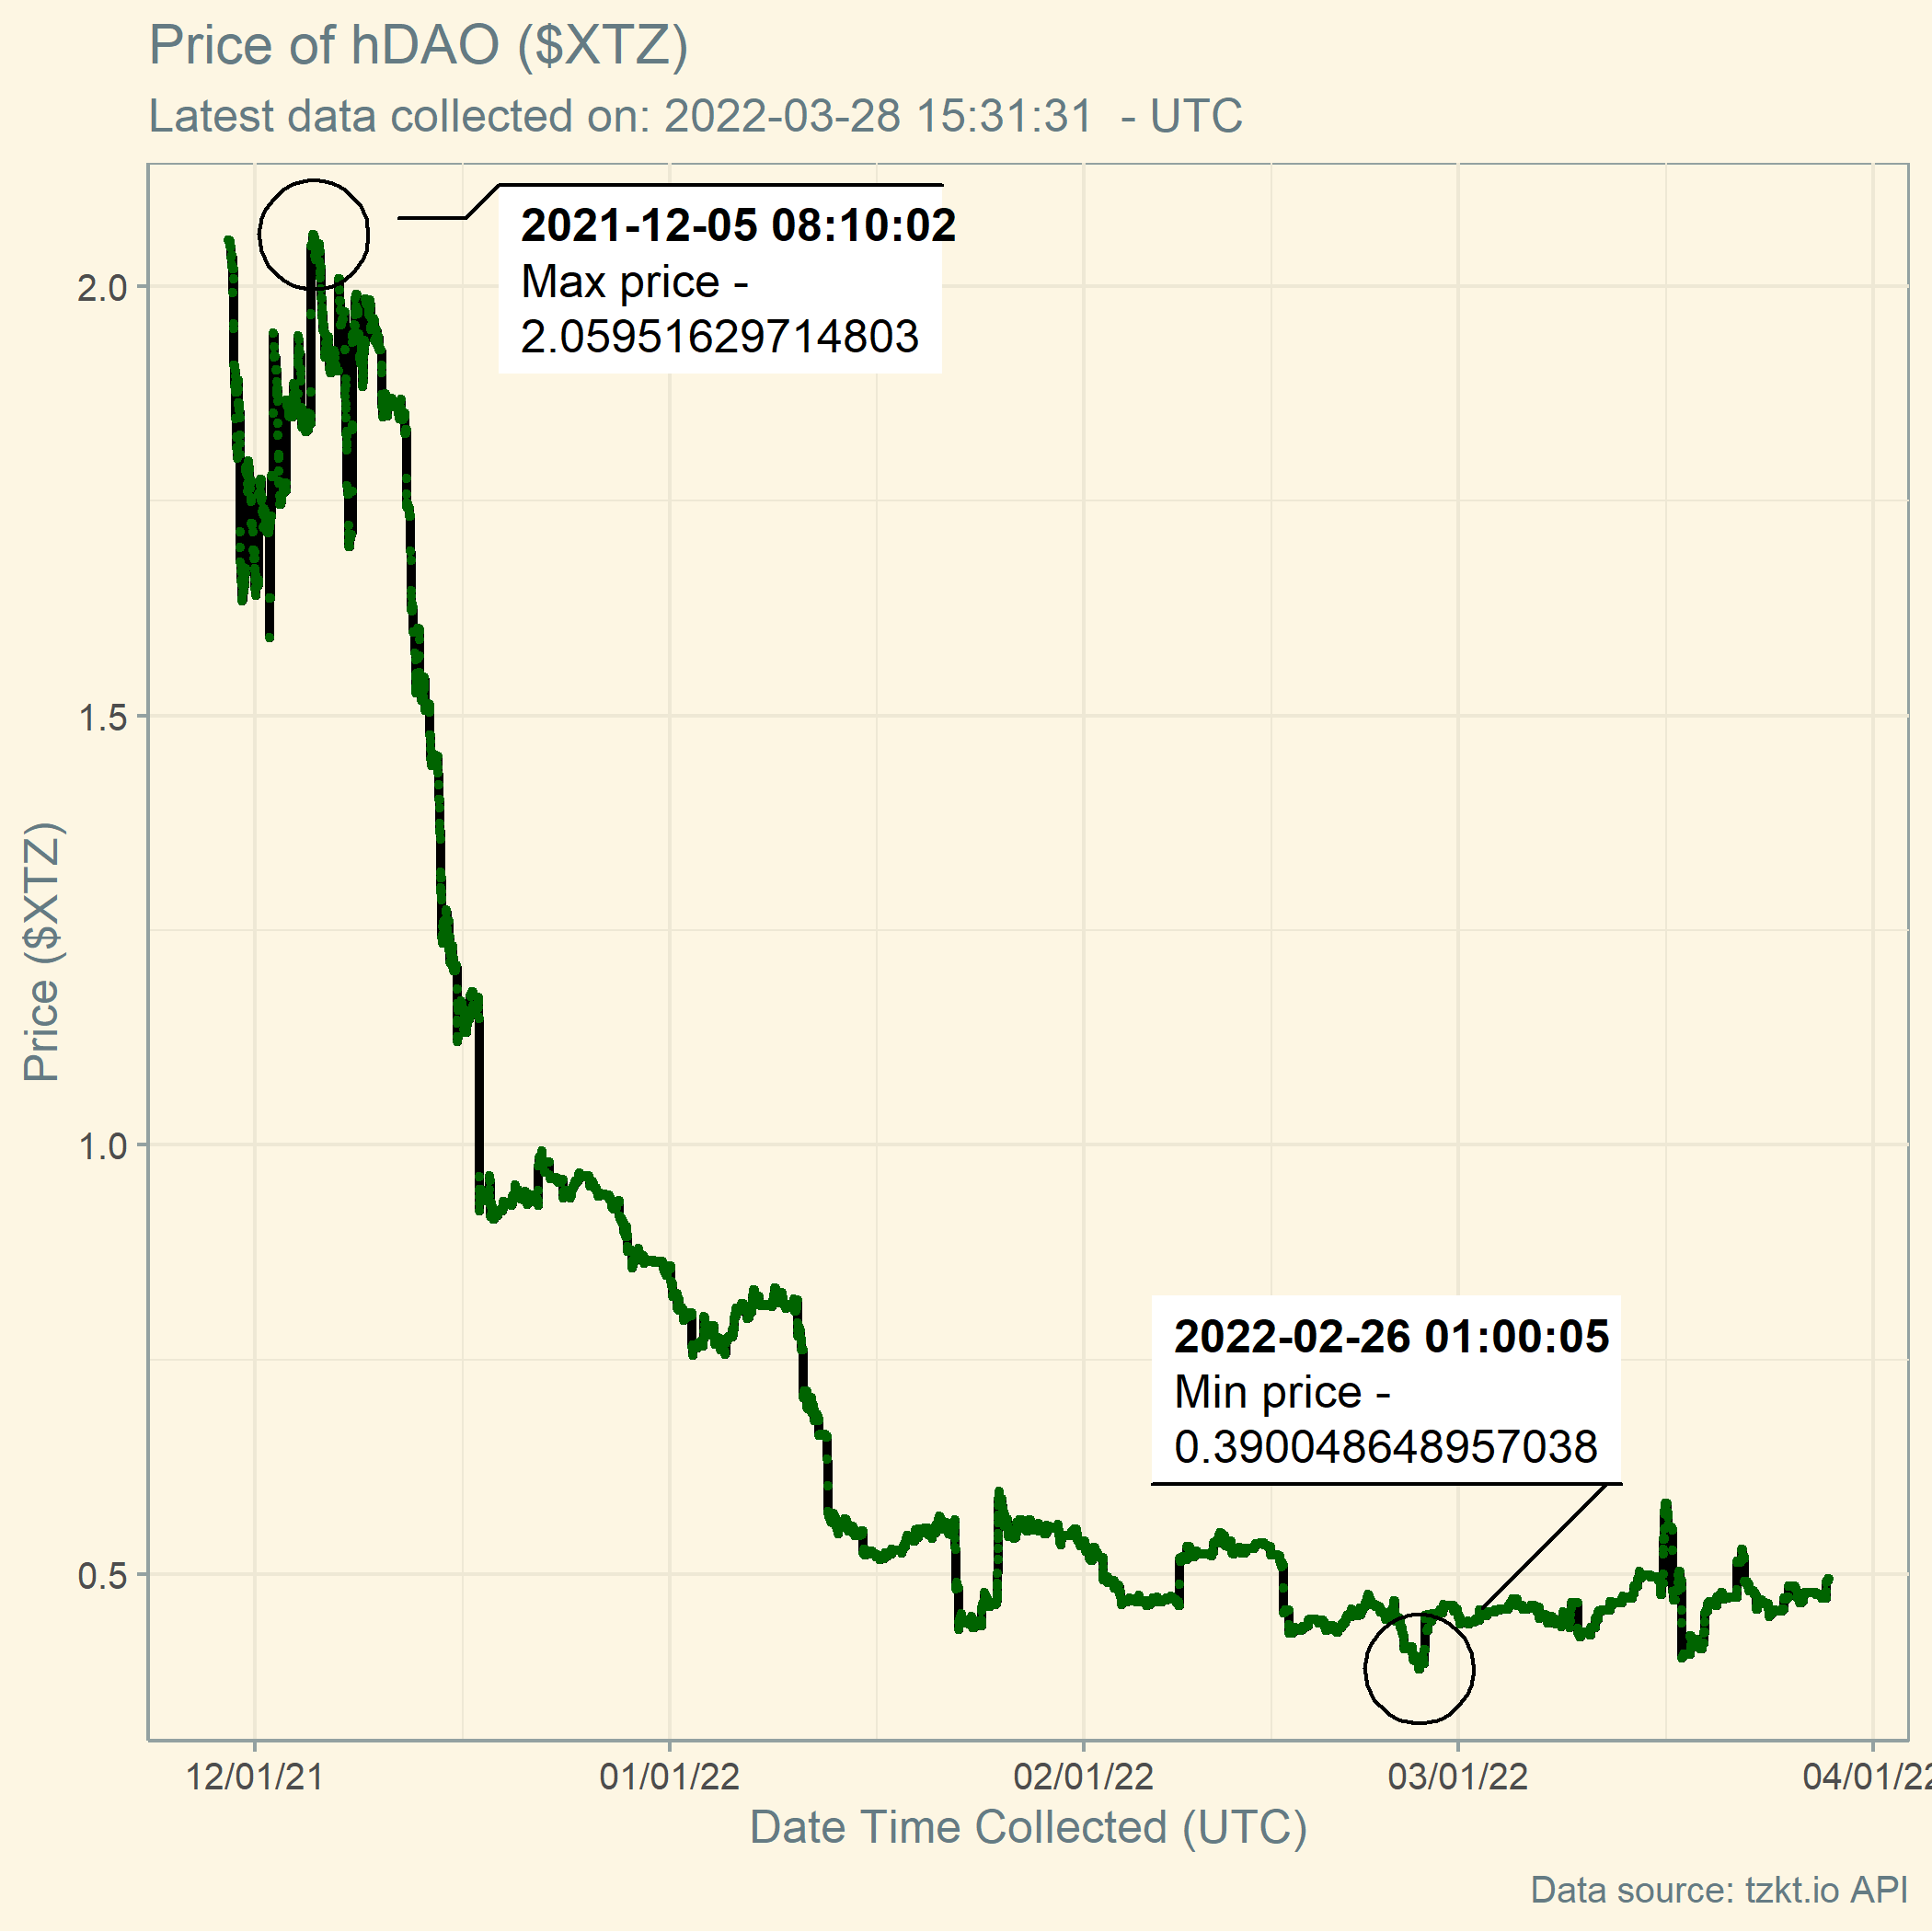 Price of hDAO ($XTZ)
Latest data collected on: 2022-03-28 15:31:31  - UTC
2021-12-05 08:10:02
Max price -
2.05951629714803
2.0
1.5
1.0
0.5
Price ($XTZ)
2022-02-26 01:00:05
Min price -
0.390048648957038
12/01/21
01/01/22
02/01/22
03/01/22
04/01/22
Date Time Collected (UTC)
Data source: tzkt.io API